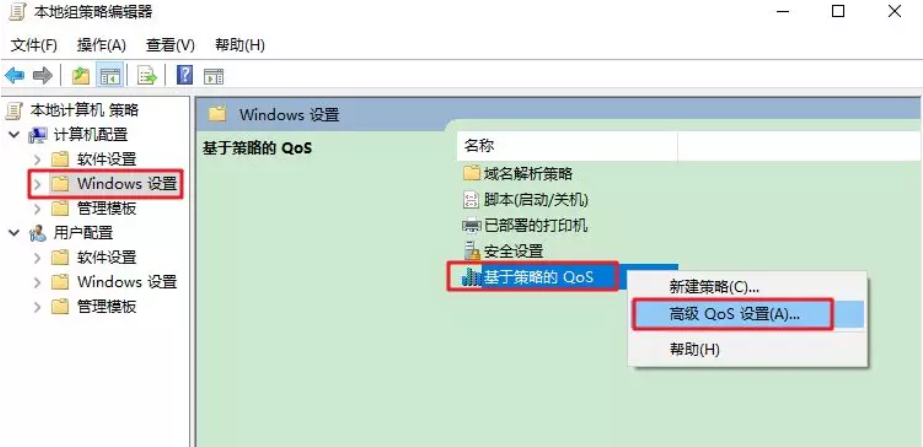 本地组策略编辑器
文件(F) 操作(A) 查看(V) 帮助(H)
本地计算机 策略
计算机配置
软件设置
Windows 设置
管理模板
用户配置
软件设置
Windows 设置
管理模板
Windows 设置
基于策略的 QoS
名称
域名解析策略
脚本(启动/关机)
已部署的打印机
安全设置
基于策略的 QoS
新建策略(C)...
高级 QoS 设置(A)...
帮助(H)